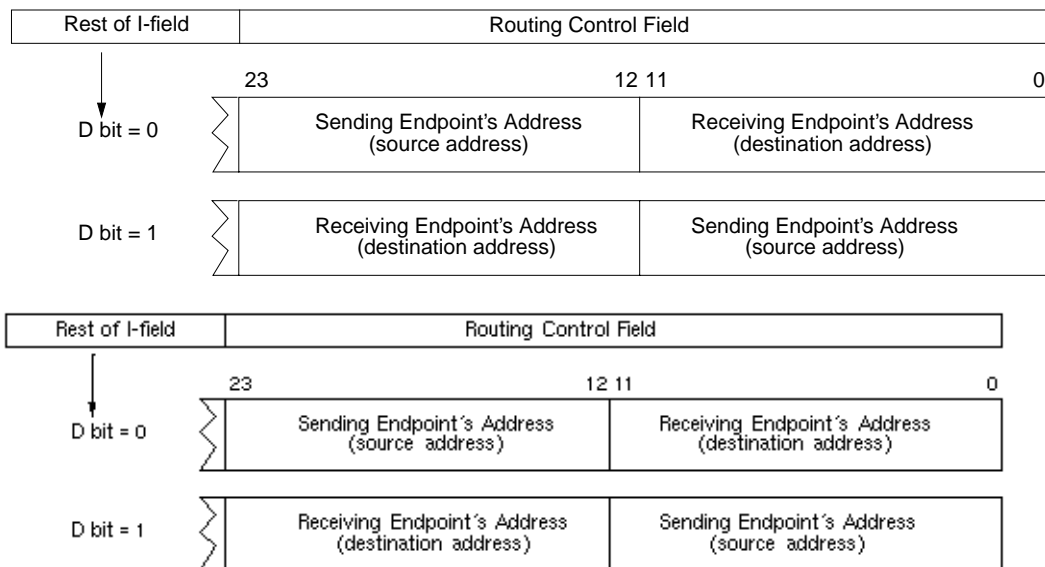 Rest of I-field Routing Control Field
23 12 11 0
D bit = 0 Sending Endpoint's Address Receiving Endpoint's Address
(source address) (destination address)
D bit = 1 Receiving Endpoint's Address Sending Endpoint's Address
(destination address) (source address)
Rest of I-field Routing Control Field
23 12 11 0
D bit = 0 Sending Endpoint´s Address Receiving Endpoint´s Address
(source address) (destination address)
D bit = 1 Receiving Endpoint´s Address Sending Endpoint´s Address
(destination address) (source address)